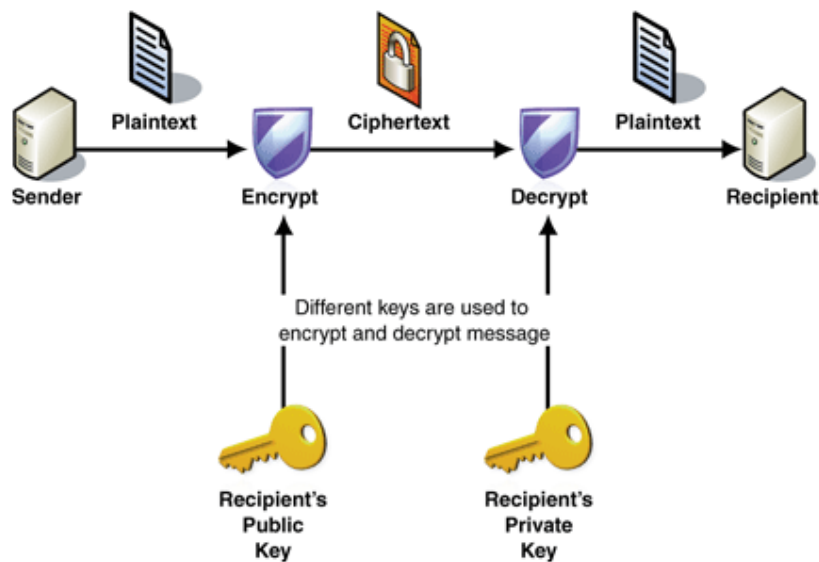 Plaintext
Ciphertext
Plaintext
Sender
Encrypt
Decrypt
Recipient
Different keys are used to
encrypt and decrypt message
Recipient's
Public
Key
Recipient's
Private
Key